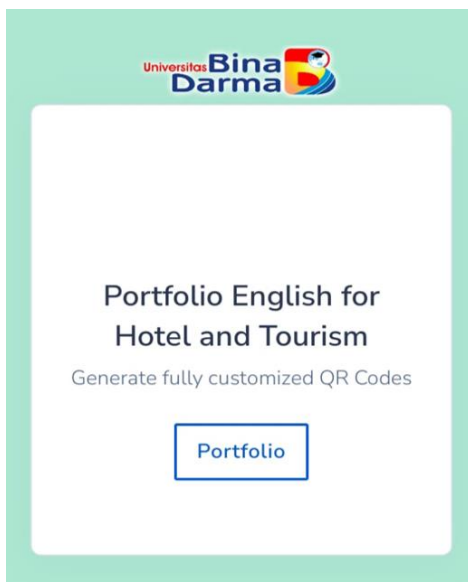 Universitas Bina
Darma
Portfolio English for
Hotel and Tourism
Generate fully customized QR Codes
Portfolio